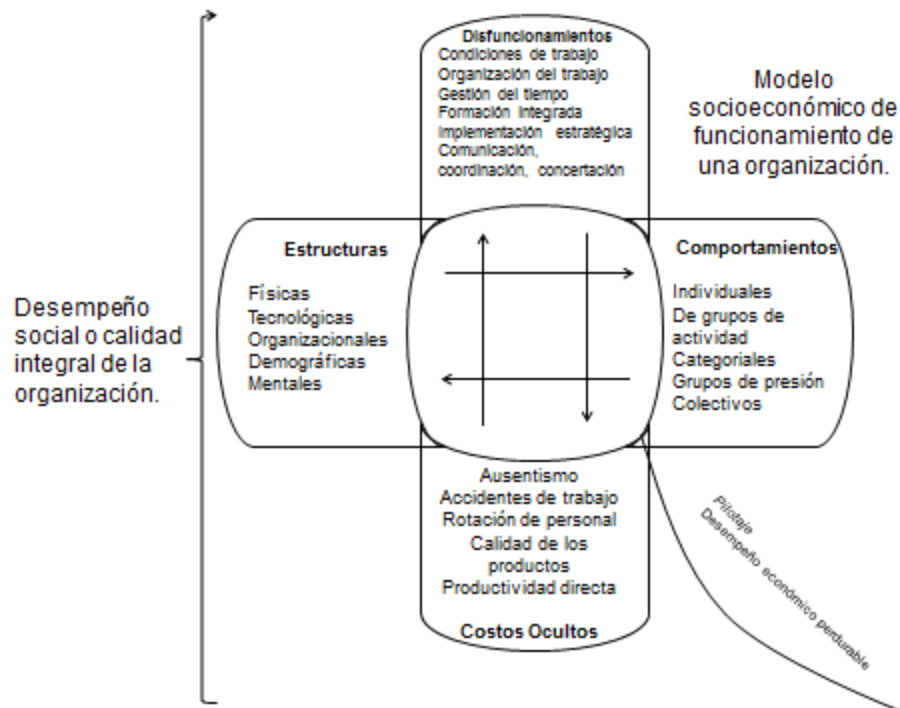 Disfuncionamientos
Condiciones de trabajo
Organización del trabajo
Gestión del tiempo
Formación Integrada
Implementación estratégica
Comunicación,
coordinación, concertación
Modelo
socioeconómico de
funcionamiento de
una organización.
Estructuras
Físicas
Tecnológicas
Organizacionales
Demográficas
Mentales
Comportamientos
Individuales
De grupos de
actividad
Categoriales
Grupos de presión
Colectivos
Desempeño
social o calidad
integral de la
organización.
Ausentismo
Accidentes de trabajo
Rotación de personal
Calidad de los
productos
Productividad directa
Costos Ocultos
Pilotaje
Desempeño económico perdurable